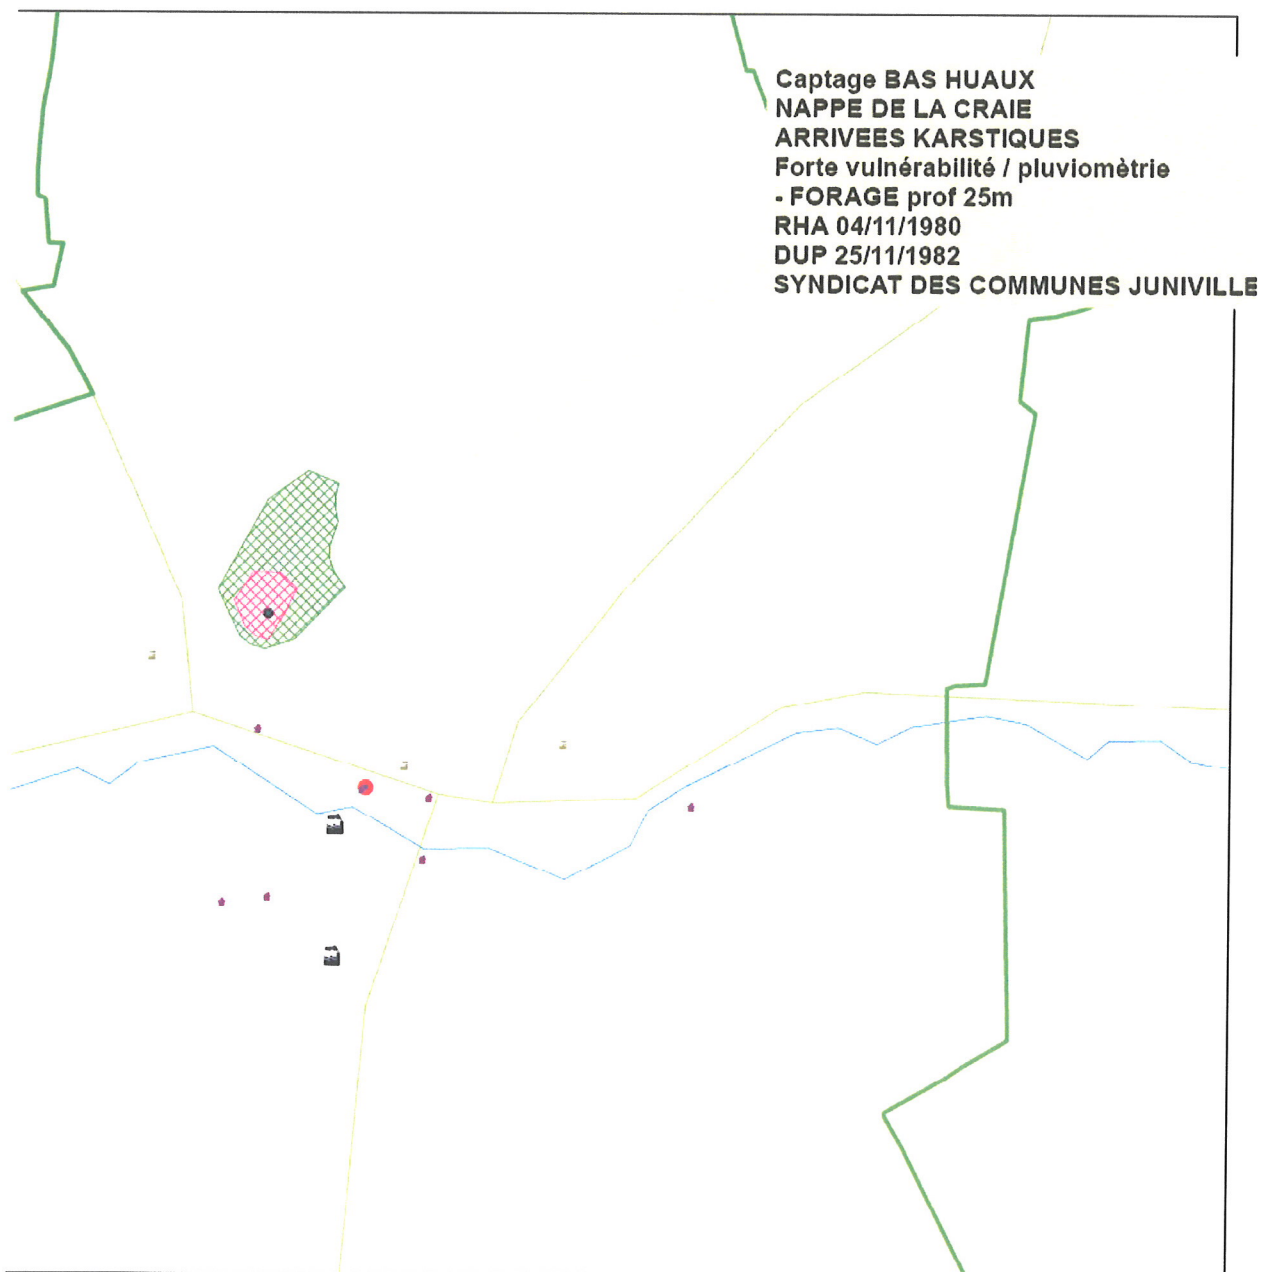 Captage BAS HUAUX
NAPPE DE LA CRAIE
ARRIVEES KARSTIQUES
Forte vulnérabilité / pluviomètrie
- FORAGE prof 25m
RHA 04/11/1980
DUP 25/11/1982
SYNDICAT DES COMMUNES JUNIVILLE